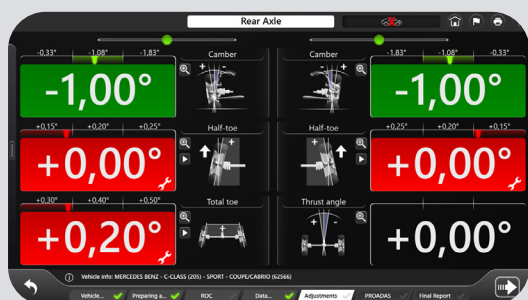 Rear Axle
-0,33° -1,08° -1,83° Camber Camber -1,83° -1,08° -0,33°
-1,00° + - + - -1,00°
+0,15° +0,20° +0,25° Half-toe Half-toe +0,25° +0,20° +0,15°
+0,00° + + +0,00°
+0,30° +0,40° +0,50° Total toe Thrust angle
+0,20° + + +0,00°
Vehicle info: MERCEDES BENZ - C-CLASS (205) - SPORT - COUPE/CABRIO (62566)
Vehicle... Preparing a... ROC Data... Adjustments PROADAS Final Report